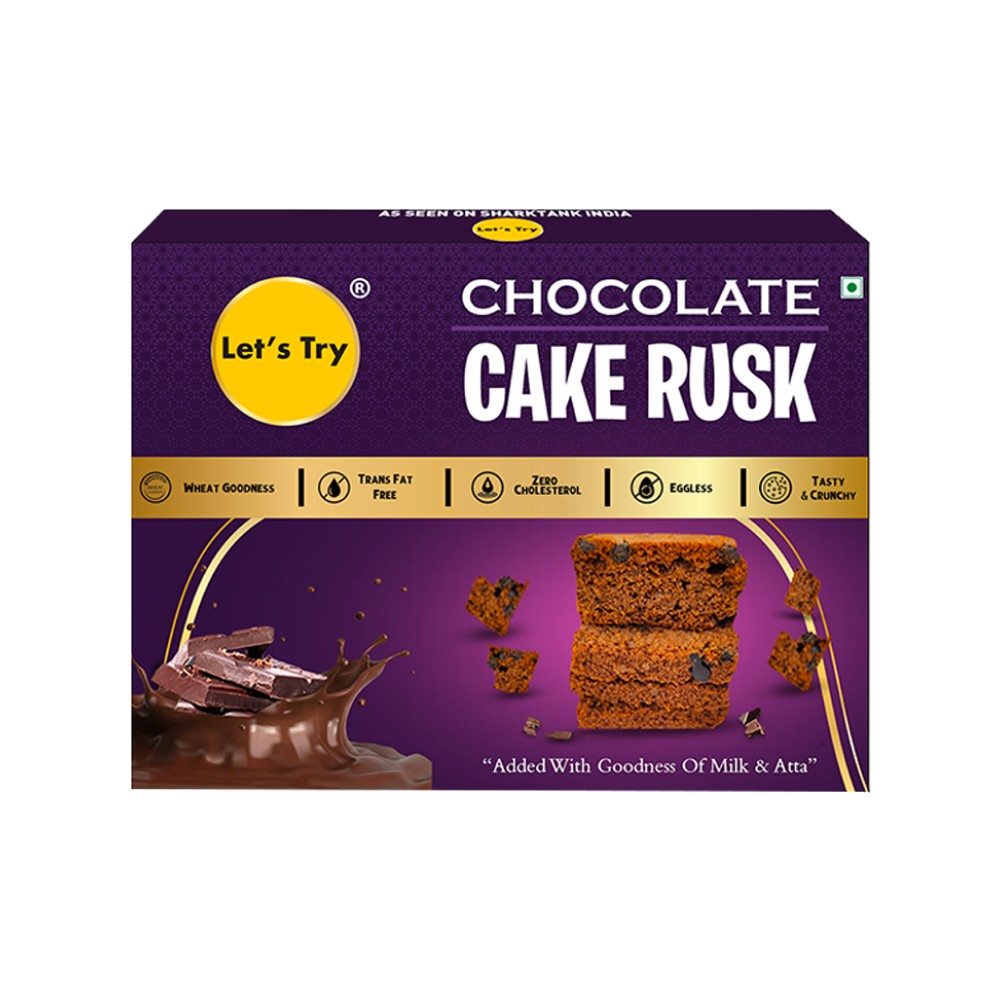 AS SEEN ON SHARKTANK INDIA
Let's Try
Let's Try ®
CHOCOLATE
CAKE RUSK
WHEAT GOODNESS
TRANS FAT
FREE
ZERO
CHOLESTEROL
EGGLESS
TASTY
& CRUNCHY
“Added With Goodness Of Milk & Atta”